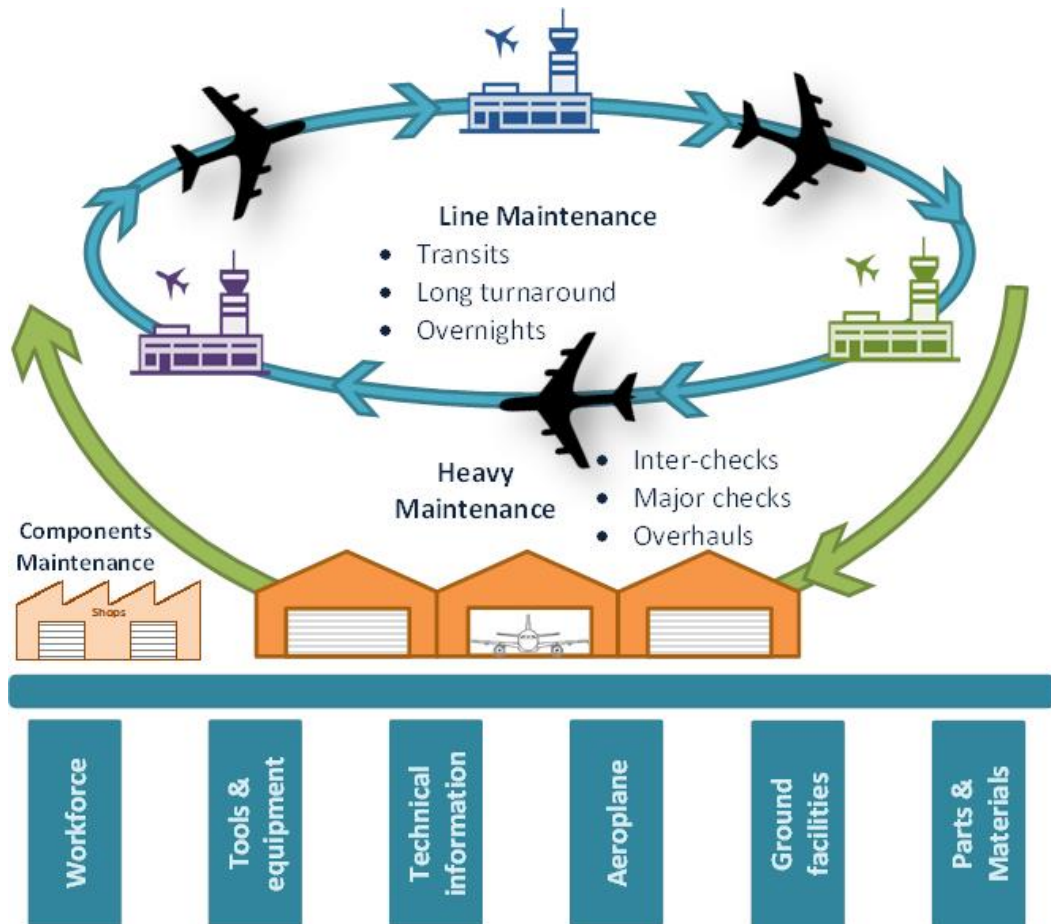 Line Maintenance
• Transits
• Long turnaround
• Overnights
Heavy
Maintenance
• Inter-checks
• Major checks
• Overhauls
Components
Maintenance
Shops
Workforce
Tools &
equipment
Technical
information
Aeroplane
Ground
facilities
Parts &
Materials